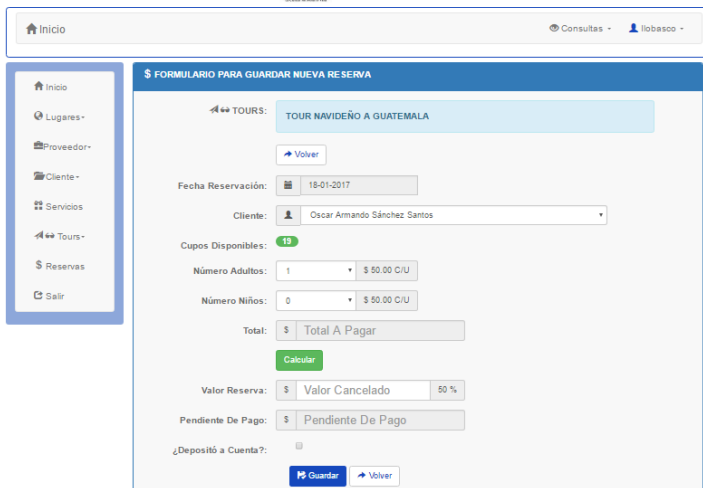 Inicio
Consultas
llobasco
Inicio
Lugares
Proveedor
Cliente
Servicios
Tours
$ Reservas
Salir
$ FORMULARIO PARA GUARDAR NUEVA RESERVA
TOURS: TOUR NAVIDEÑO A GUATEMALA
Volver
Fecha Reservación: 18-01-2017
Cliente: Oscar Armando Sánchez Santos
Cupos Disponibles: 19
Número Adultos: 1 $ 50.00 C/U
Número Niños: 0 $ 50.00 C/U
Total: $ Total A Pagar
Calcular
Valor Reserva: $ Valor Cancelado 50 %
Pendiente De Pago: $ Pendiente De Pago
¿Depositó a Cuenta?:
Guardar Volver